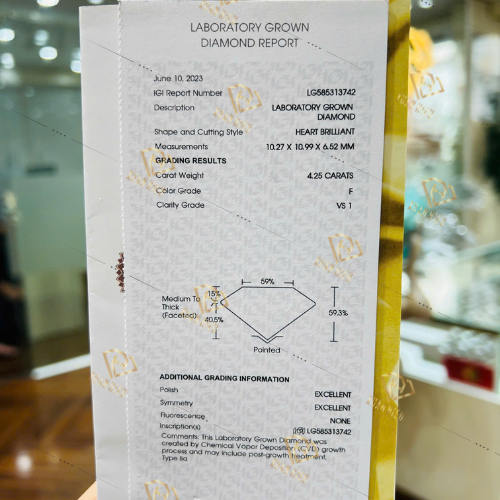 LABORATORY GROWN
DIAMOND REPORT
June 10, 2023
IGI Report Number LG585313742
Description LABORATORY GROWN
DIAMOND
Shape and Cutting Style HEART BRILLIANT
Measurements 10.27 X 10.99 X 6.52 MM
GRADING RESULTS
Carat Weight 4.25 CARATS
Color Grade F
Clarity Grade VS 1
59%
Medium To
Thick
(Faceted)
15%
40.5%
59.3%
Pointed
ADDITIONAL GRADING INFORMATION
Polish EXCELLENT
Symmetry EXCELLENT
Fluorescence NONE
Inscription(s) LG585313742
Comments: This Laboratory Grown Diamond was
created by Chemical Vapor Deposition (CVD) growth
process and may include post-growth treatment.
Type IIa